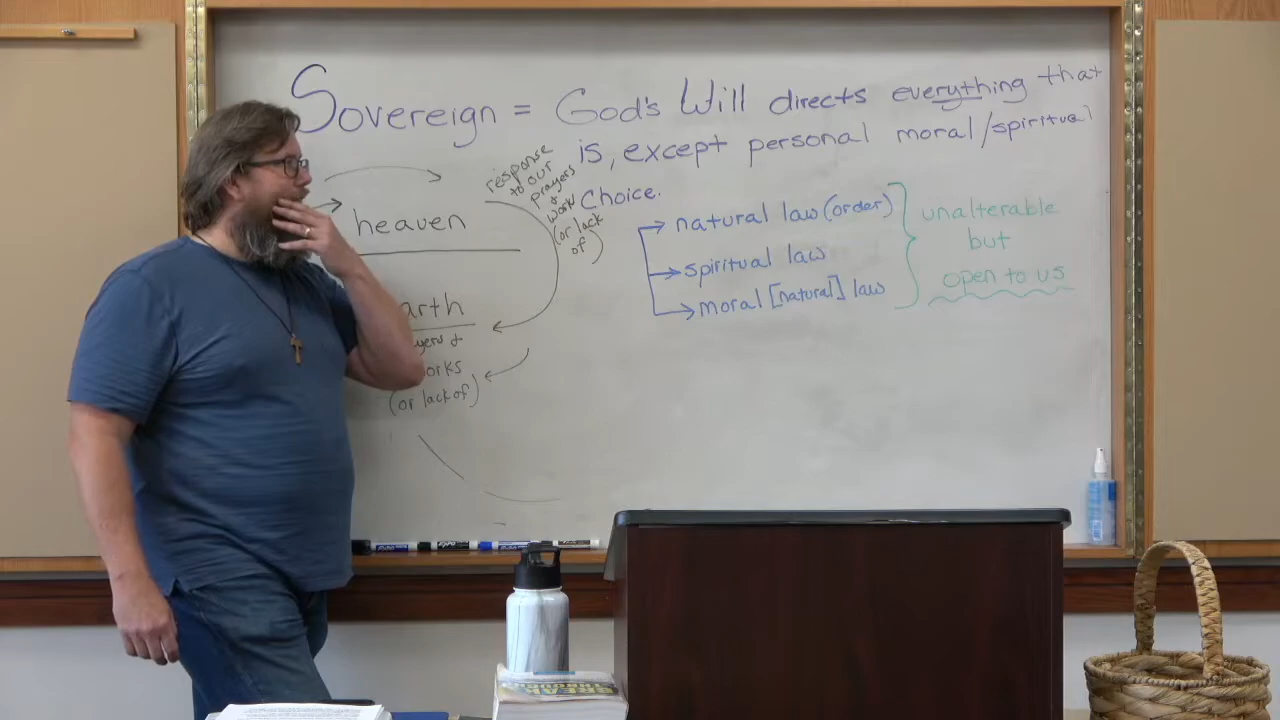 Sovereign = God's Will directs everything that
is, except personal moral/spiritual
choice.
response
to our
prayers
+
work
(or lack
of)
heaven
arth
yers +
orks
(or lack of)
natural law (order)
spiritual law
moral [natural] law
unalterable
but
open to us